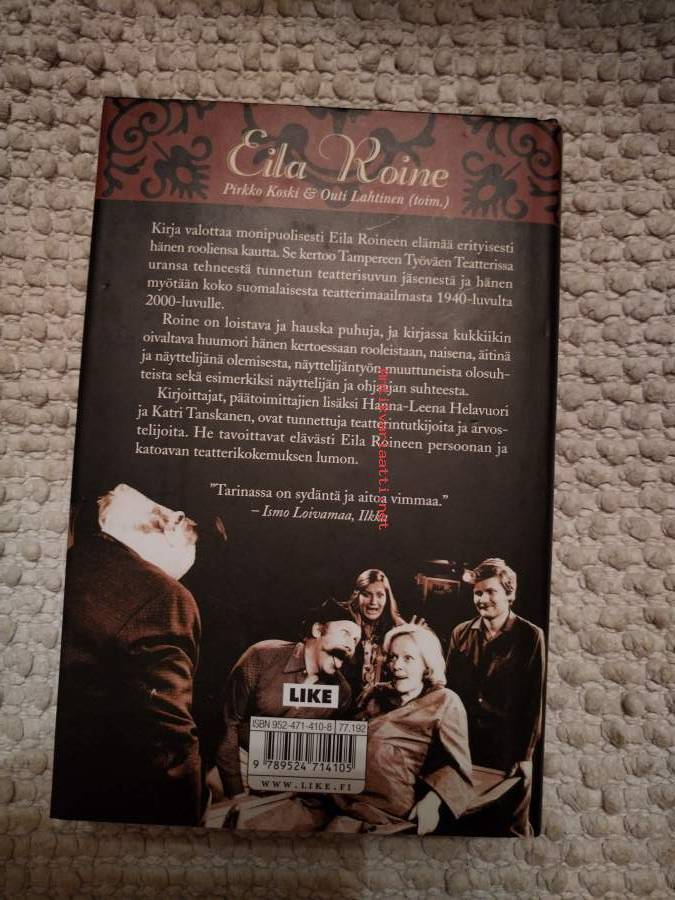 Eila Roine
Pirkko Koski & Outi Lahtinen (toim.)
Kirja valottaa monipuolisesti Eila Roineen elämää erityisesti
hänen rooliensa kautta. Se kertoo Tampereen Työväen Teatterissa
uransa tehneestä tunnetun teatterisuvun jäsenestä ja hänen
myötään koko suomalaisesta teatterimaailmasta 1940-luvulta
2000-luvulle.
Roine on loistava ja hauska puhuja, ja kirjassa kukkiikin
oivaltava huumori hänen kertoessaan rooleistaan, naisena, äitinä
ja näyttelijänä olemisesta, näyttelijäntyön muuttuneista olosuh-
teista sekä esimerkiksi näyttelijän ja ohjaajan suhteesta.
Kirjoittajat, päätoimittajien lisäksi Hanna-Leena Helavuori
ja Katri Tanskanen, ovat tunnettuja teatterintutkijoita ja arvos-
telijoita. He tavoittavat elävästi Eila Roineen persoonan ja
katoavan teatterikokemuksen lumon.
"Tarinassa on sydäntä ja aitoa vimmaa."
– Ismo Loivamaa, Ilkka
antikvariaatti.net
LIKE
ISBN 952-471-410-8 77.192
9 789524 714105
WWW.LIKE.FI